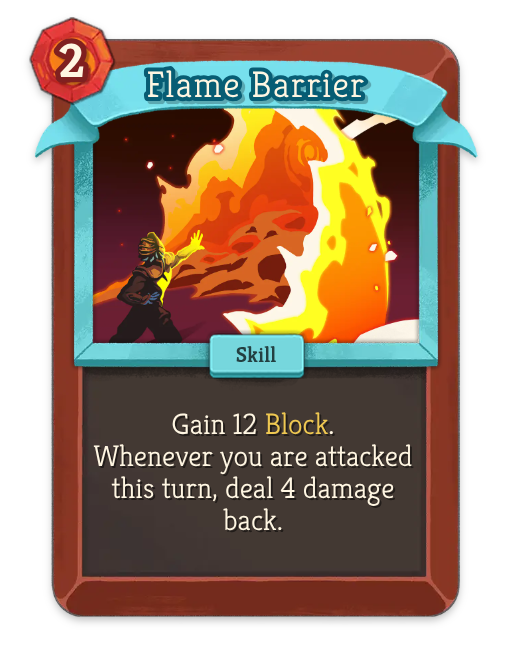 2
Flame Barrier
Skill
Gain 12 Block.
Whenever you are attacked
this turn, deal 4 damage
back.